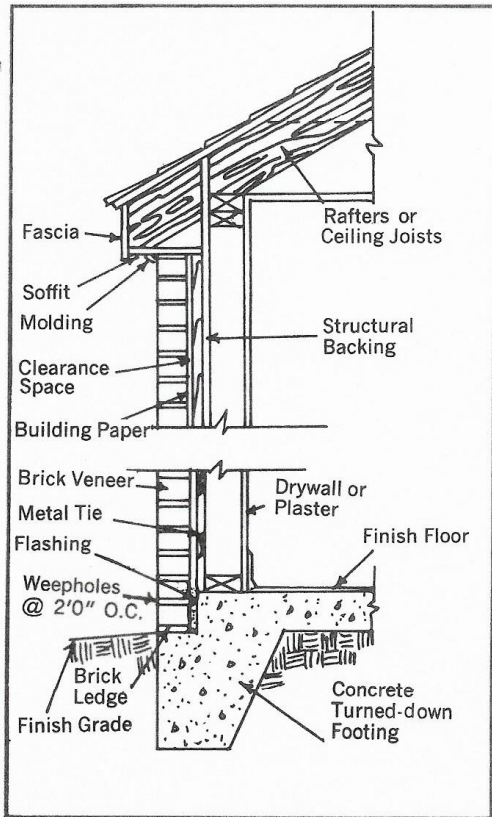 Rafters or
Ceiling Joists
Fascia
Soffit
Molding
Structural
Backing
Clearance
Space
Building Paper
Brick Veneer
Drywall or
Plaster
Metal Tie
Flashing
Finish Floor
Weepholes
@ 2'0" O.C.
Brick
Ledge
Finish Grade
Concrete
Turned-down
Footing